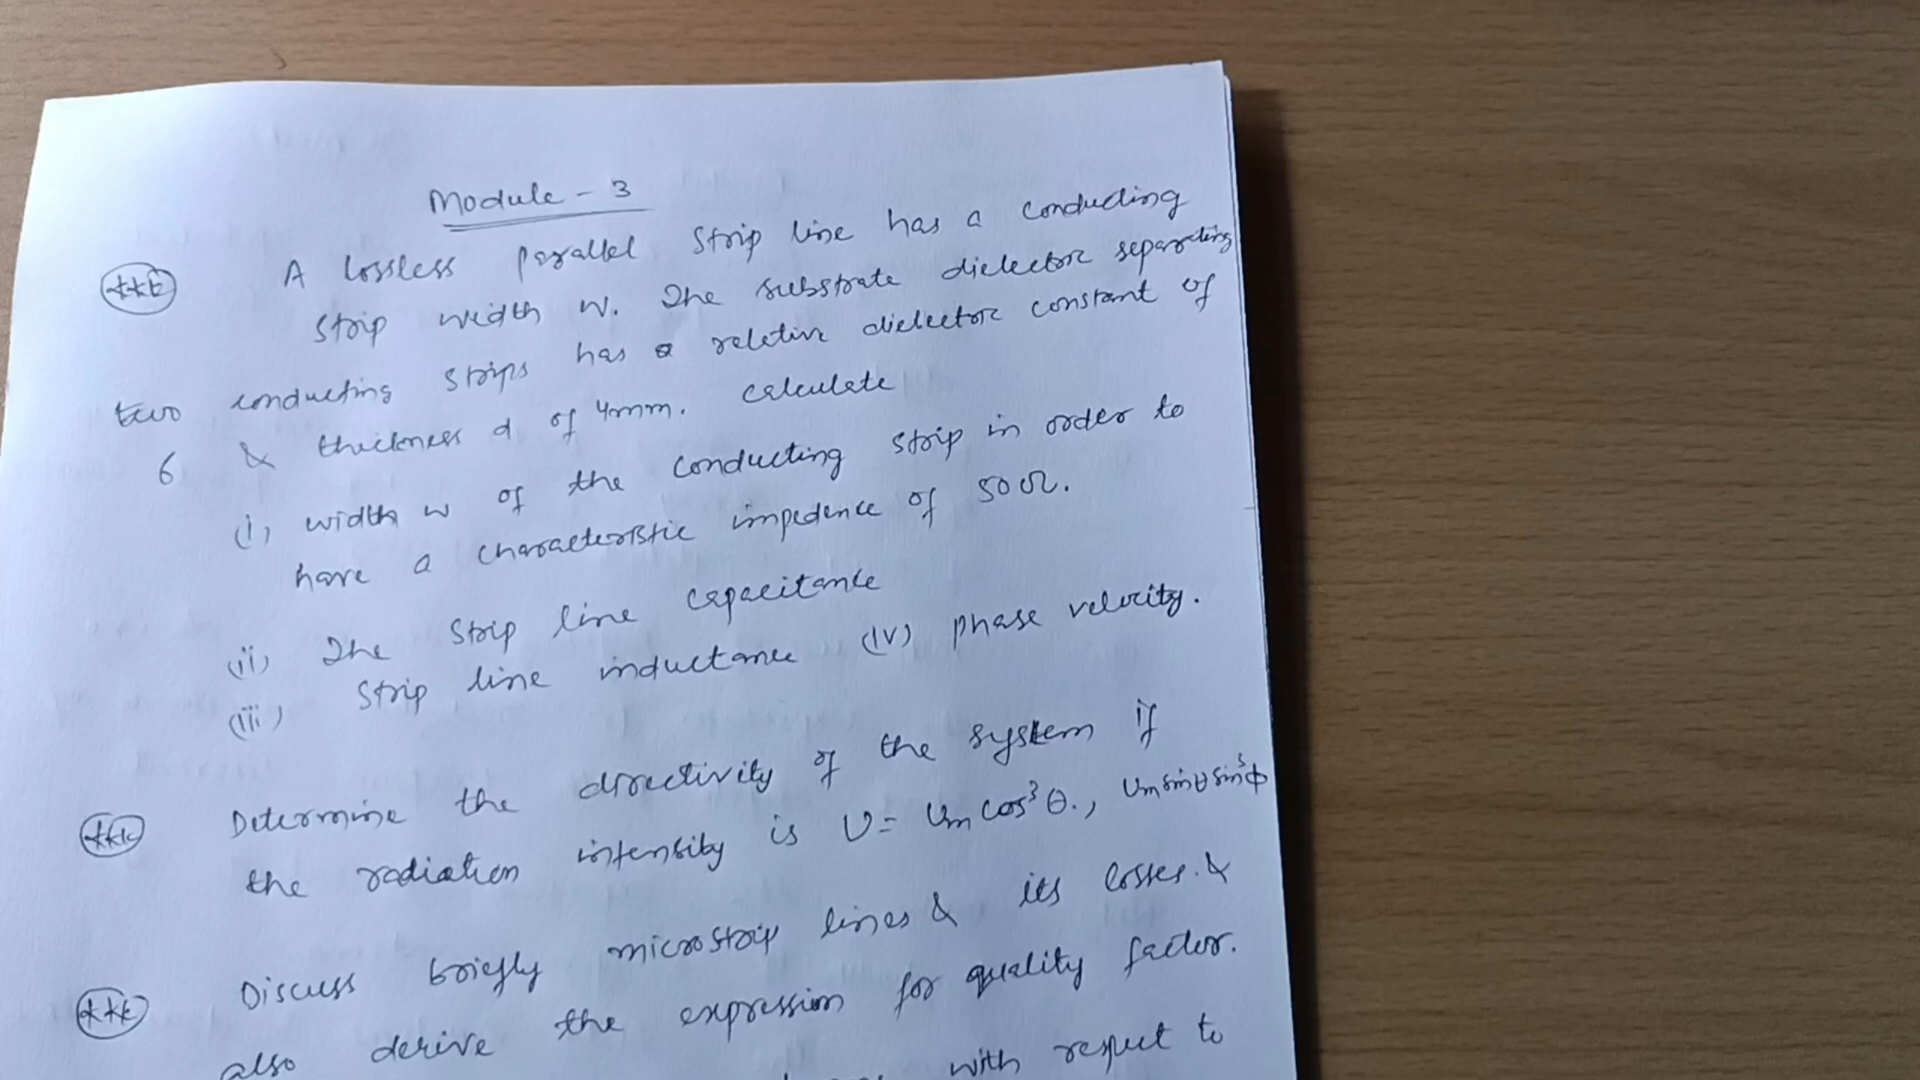 Module - 3
*** A lossless parallel strip line has a conducting
strip width W. The substrate dielectric separating
two conducting strips has a relative dielectric constant of
6 & thickness d of 4mm. calculate
(i) width w of the conducting strip in order to
have a characteristic impedence of 50Ω.
(ii) The strip line capacitance
(iii) strip line inductance (iv) phase velocity.
*** Determine the directivity of the system if
the radiation intensity is U = Um cos³θ., Um sinθ sin³φ
*** Discuss briefly microstrip lines & its losses. &
also derive the expression for quality factor.
with respect to